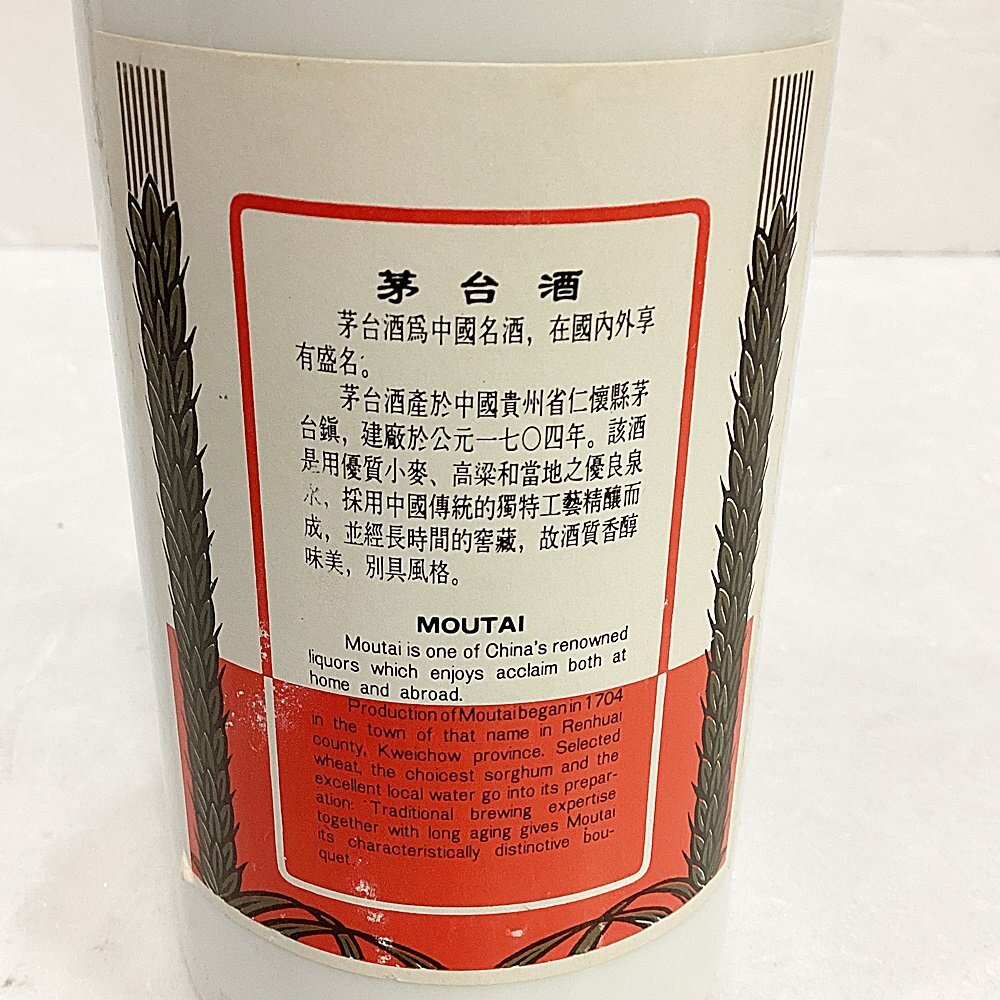 茅台酒
茅台酒爲中國名酒，在國內外享
有盛名。
茅台酒產於中國貴州省仁懷縣茅
台鎭，建廠於公元一七〇四年。該酒
是用優質小麥、高粱和當地之優良泉
水，採用中國傳統的獨特工藝精釀而
成，並經長時間的窖藏，故酒質香醇
味美，別具風格。
MOUTAI
Moutai is one of China's renowned
liquors which enjoys acclaim both at
home and abroad.
Production of Moutai began in 1704
in the town of that name in Renhuai
county, Kweichow province. Selected
wheat, the choicest sorghum and the
excellent local water go into its prepar-
ation. Traditional brewing expertise
together with long aging gives Moutai
its characteristically distinctive bou-
quet.